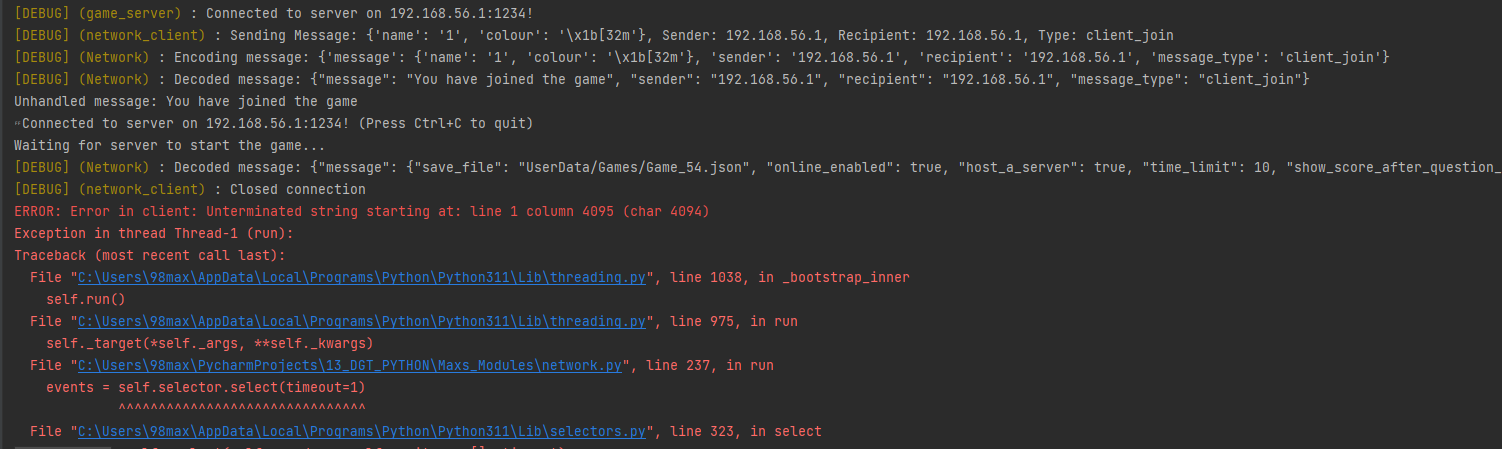 [DEBUG] (game_server) : Connected to server on 192.168.56.1:1234!
[DEBUG] (network_client) : Sending Message: {'name': '1', 'colour': '\x1b[32m'}, Sender: 192.168.56.1, Recipient: 192.168.56.1, Type: client_join
[DEBUG] (Network) : Encoding message: {'message': {'name': '1', 'colour': '\x1b[32m'}, 'sender': '192.168.56.1', 'recipient': '192.168.56.1', 'message_type': 'client_join'}
[DEBUG] (Network) : Decoded message: {"message": "You have joined the game", "sender": "192.168.56.1", "recipient": "192.168.56.1", "message_type": "client_join"}
Unhandled message: You have joined the game
Connected to server on 192.168.56.1:1234! (Press Ctrl+C to quit)
Waiting for server to start the game...
[DEBUG] (Network) : Decoded message: {"message": {"save_file": "UserData/Games/Game_54.json", "online_enabled": true, "host_a_server": true, "time_limit": 10, "show_score_after_question_
[DEBUG] (network_client) : Closed connection
ERROR: Error in client: Unterminated string starting at: line 1 column 4095 (char 4094)
Exception in thread Thread-1 (run):
Traceback (most recent call last):
File "C:\Users\98max\AppData\Local\Programs\Python\Python311\Lib\threading.py", line 1038, in _bootstrap_inner
self.run()
File "C:\Users\98max\AppData\Local\Programs\Python\Python311\Lib\threading.py", line 975, in run
self._target(*self._args, **self._kwargs)
File "C:\Users\98max\PycharmProjects\13_DGT_PYTHON\Maxs_Modules\network.py", line 237, in run
events = self.selector.select(timeout=1)
^^^^^^^^^^^^^^^^^^^^^^^^^^^^^^^
File "C:\Users\98max\AppData\Local\Programs\Python\Python311\Lib\selectors.py", line 323, in select